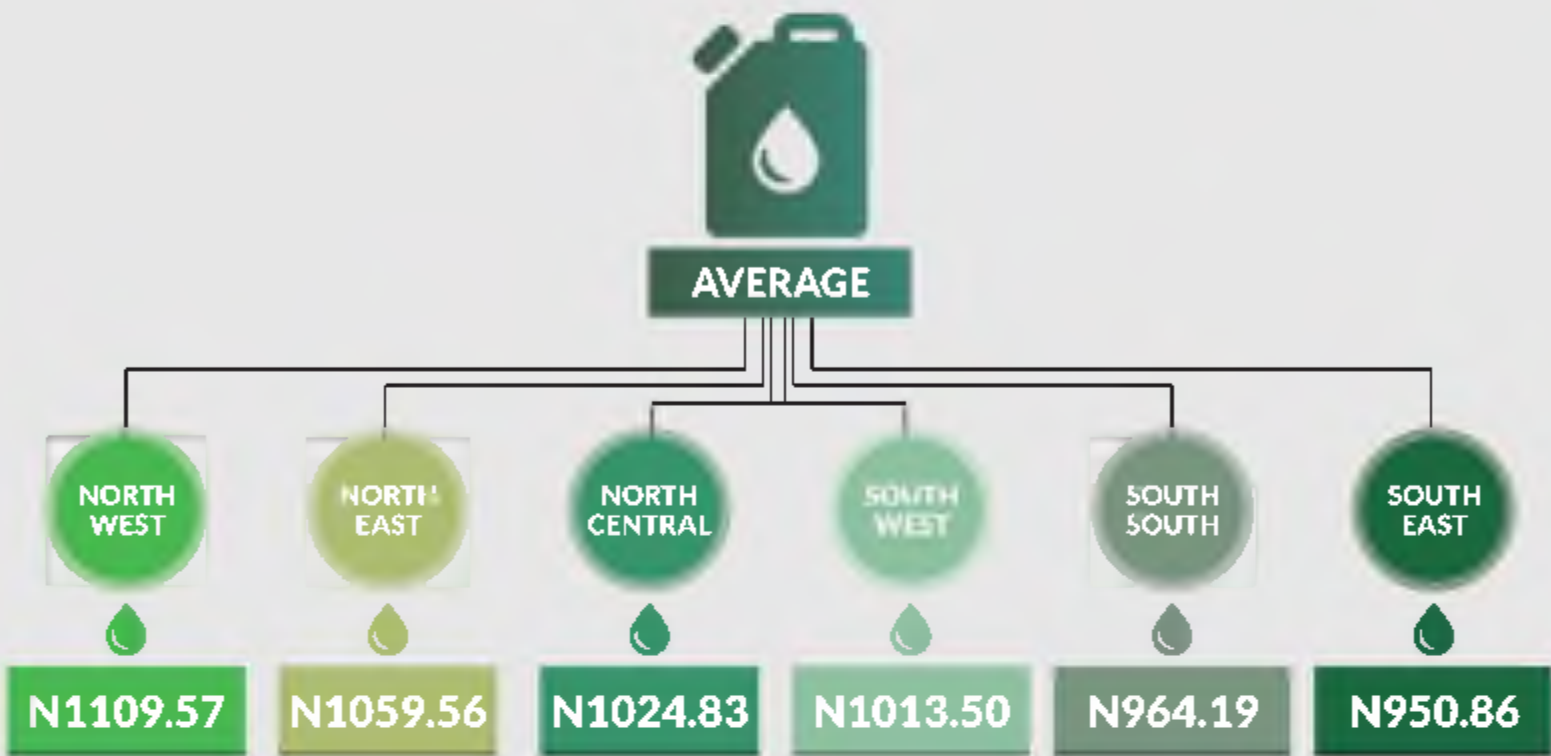 AVERAGE
NORTH
WEST
NORTH
EAST
NORTH
CENTRAL
SOUTH
WEST
SOUTH
SOUTH
SOUTH
EAST
N1109.57
N1059.56
N1024.83
N1013.50
N964.19
N950.86